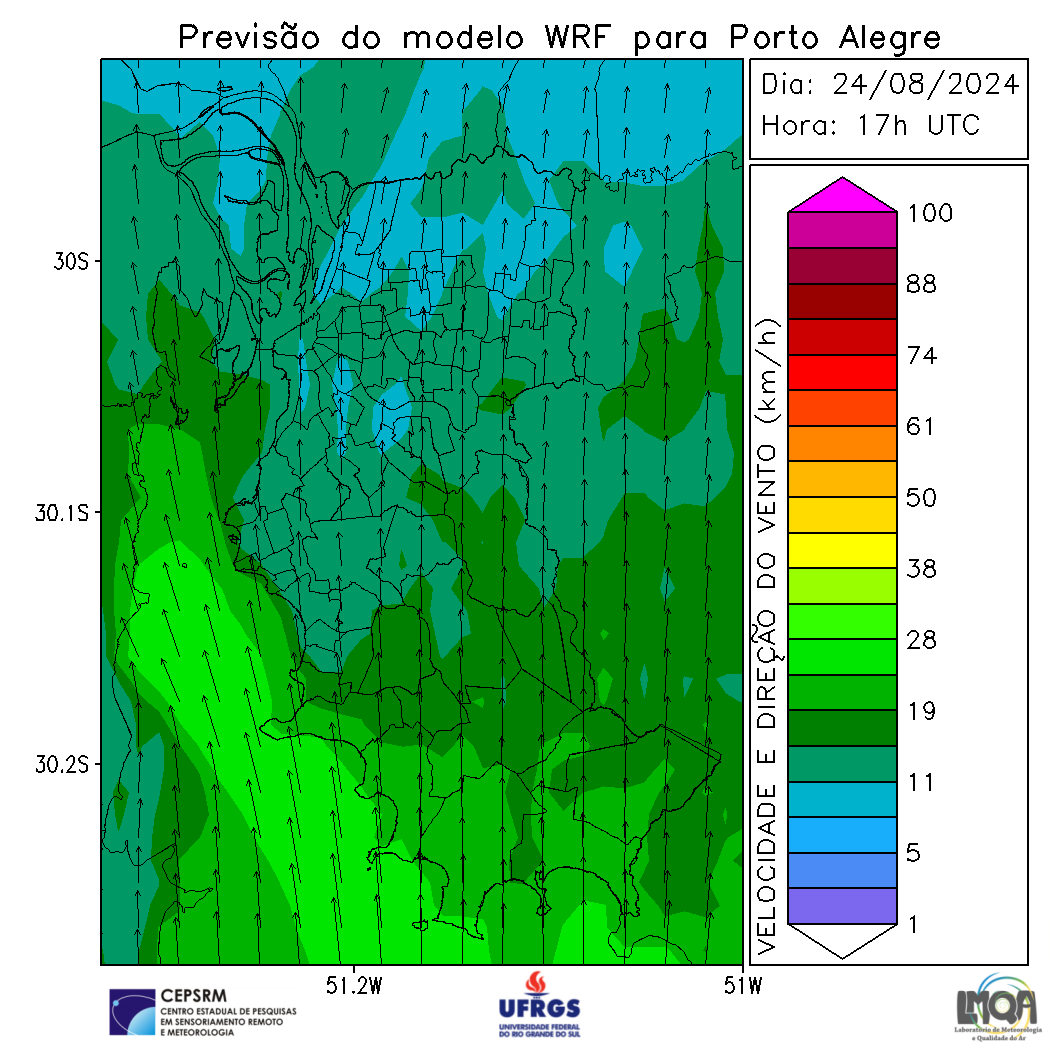 Previsão do modelo WRF para Porto Alegre
Dia: 24/08/2024
Hora: 17h UTC
30S
30.1S
30.2S
51.2W
51W
VELOCIDADE E DIREÇÃO DO VENTO (km/h)
100
88
74
61
50
38
28
19
11
5
1
CEPSRM
CENTRO ESTADUAL DE PESQUISAS
EM SENSORIAMENTO REMOTO
E METEOROLOGIA
UFRGS
UNIVERSIDADE FEDERAL
DO RIO GRANDE DO SUL
LMQA
Laboratório de Meteorologia
e Qualidade do Ar